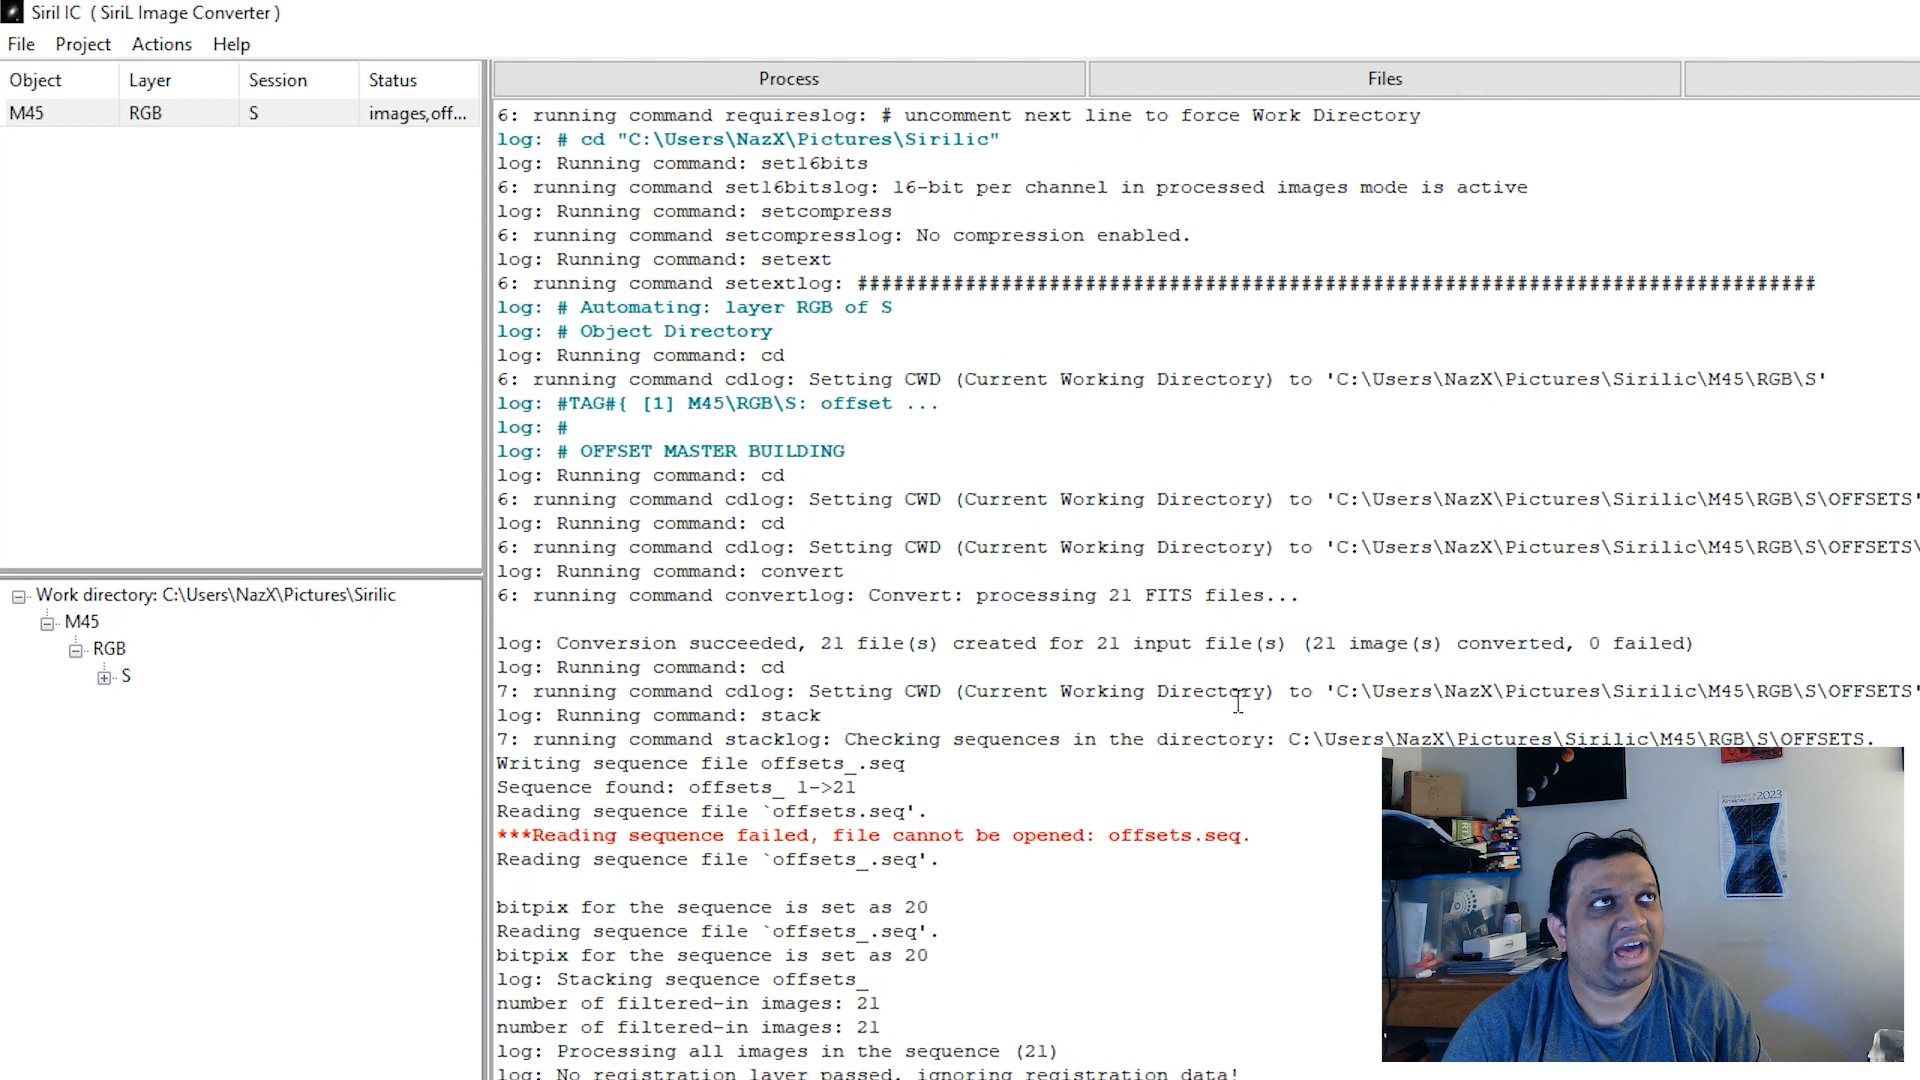 Siril IC ( SiriL Image Converter )
File Project Actions Help
Object Layer Session Status
M45 RGB S images,off...
Work directory: C:\Users\NazX\Pictures\Sirilic
M45
RGB
S
Process Files
6: running command requireslog: # uncomment next line to force Work Directory
log: # cd "C:\Users\NazX\Pictures\Sirilic"
log: Running command: set16bits
6: running command set16bitslog: 16-bit per channel in processed images mode is active
log: Running command: setcompress
6: running command setcompresslog: No compression enabled.
log: Running command: setext
6: running command setextlog: ################################################################################
log: # Automating: layer RGB of S
log: # Object Directory
log: Running command: cd
6: running command cdlog: Setting CWD (Current Working Directory) to 'C:\Users\NazX\Pictures\Sirilic\M45\RGB\S'
log: #TAG#{ [1] M45\RGB\S: offset ...
log: #
log: # OFFSET MASTER BUILDING
log: Running command: cd
6: running command cdlog: Setting CWD (Current Working Directory) to 'C:\Users\NazX\Pictures\Sirilic\M45\RGB\S\OFFSETS'
log: Running command: cd
6: running command cdlog: Setting CWD (Current Working Directory) to 'C:\Users\NazX\Pictures\Sirilic\M45\RGB\S\OFFSETS\
log: Running command: convert
6: running command convertlog: Convert: processing 21 FITS files...
log: Conversion succeeded, 21 file(s) created for 21 input file(s) (21 image(s) converted, 0 failed)
log: Running command: cd
7: running command cdlog: Setting CWD (Current Working Directory) to 'C:\Users\NazX\Pictures\Sirilic\M45\RGB\S\OFFSETS'
log: Running command: stack
7: running command stacklog: Checking sequences in the directory: C:\Users\NazX\Pictures\Sirilic\M45\RGB\S\OFFSETS.
Writing sequence file offsets_.seq
Sequence found: offsets_ 1->21
Reading sequence file `offsets.seq'.
***Reading sequence failed, file cannot be opened: offsets.seq.
Reading sequence file `offsets_.seq'.
bitpix for the sequence is set as 20
Reading sequence file `offsets_.seq'.
bitpix for the sequence is set as 20
log: Stacking sequence offsets_
number of filtered-in images: 21
number of filtered-in images: 21
log: Processing all images in the sequence (21)
log: No registration layer passed, ignoring registration data!
2023